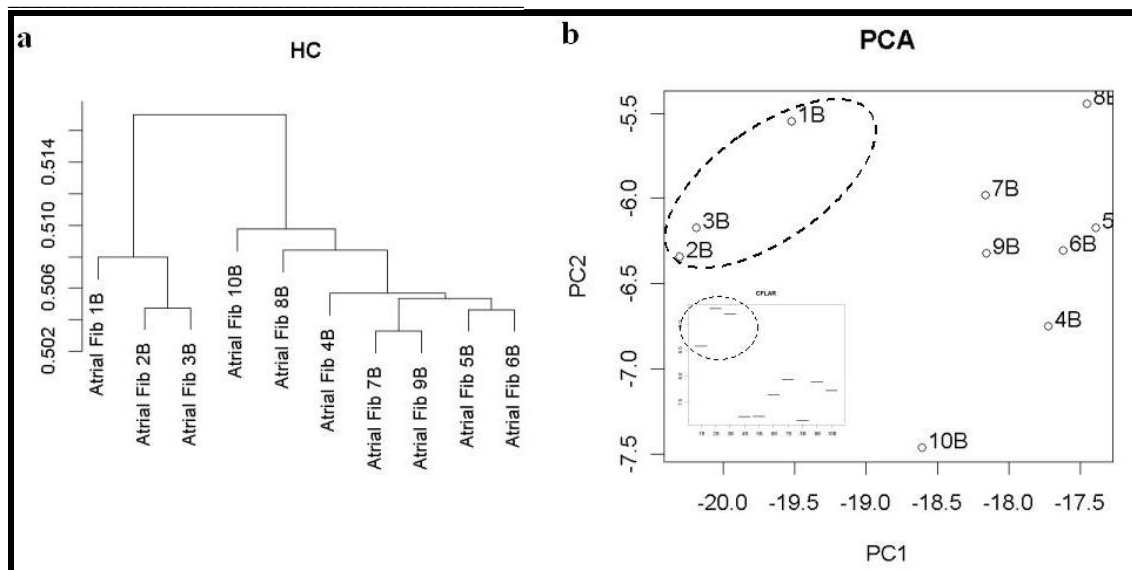 a
HC
0.514
0.510
0.506
0.502
Atrial Fib 1B
Atrial Fib 2B
Atrial Fib 3B
Atrial Fib 10B
Atrial Fib 8B
Atrial Fib 4B
Atrial Fib 7B
Atrial Fib 9B
Atrial Fib 5B
Atrial Fib 6B
b
PCA
PC2
-5.5
-6.0
-6.5
-7.0
-7.5
1B
8B
3B
2B
7B
5
9B
6B
4B
10B
CFLAR
-20.0 -19.5 -19.0 -18.5 -18.0 -17.5
PC1